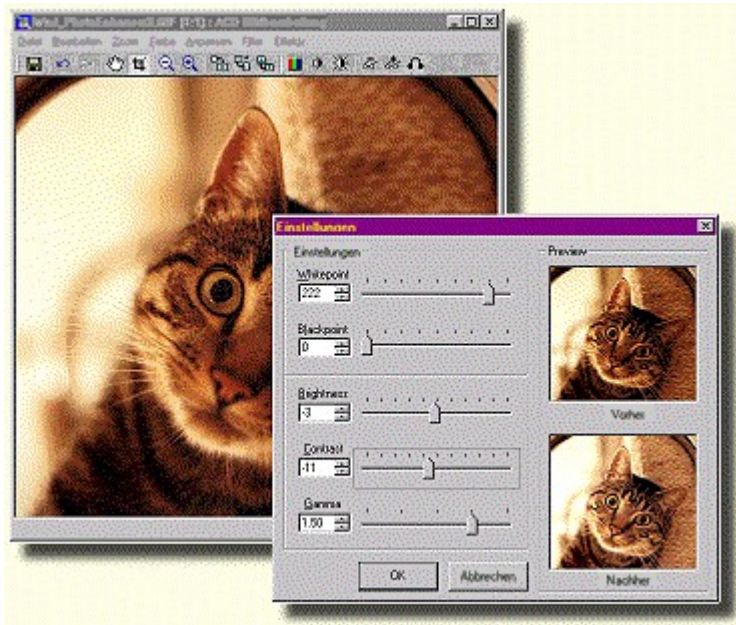 Datei Bearbeiten Zoom Farbe Anpassen Filter Effekte
Einstellungen
Einstellungen
Whitepoint
222
Blackpoint
0
Brightness
-3
Contrast
-11
Gamma
1.50
OK
Abbrechen
Preview
Vorher
Nachher